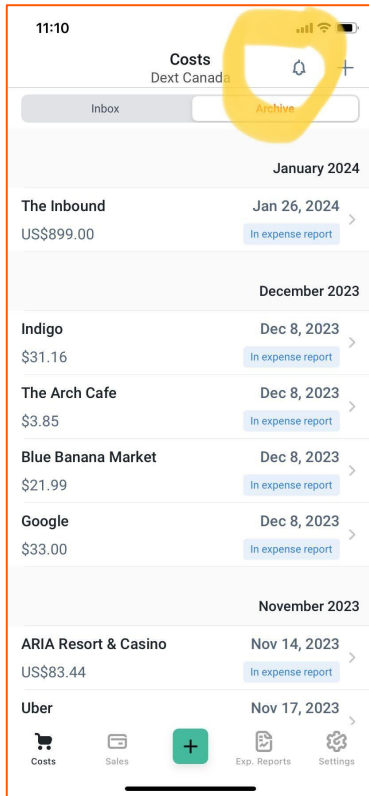 11:10
Costs
Dext Canada
Inbox
Archive
January 2024
The Inbound
Jan 26, 2024
US$899.00
In expense report
December 2023
Indigo
Dec 8, 2023
$31.16
In expense report
The Arch Cafe
Dec 8, 2023
$3.85
In expense report
Blue Banana Market
Dec 8, 2023
$21.99
In expense report
Google
Dec 8, 2023
$33.00
In expense report
November 2023
ARIA Resort & Casino
Nov 14, 2023
US$83.44
In expense report
Uber
Nov 17, 2023
Costs
Sales
Exp. Reports
Settings